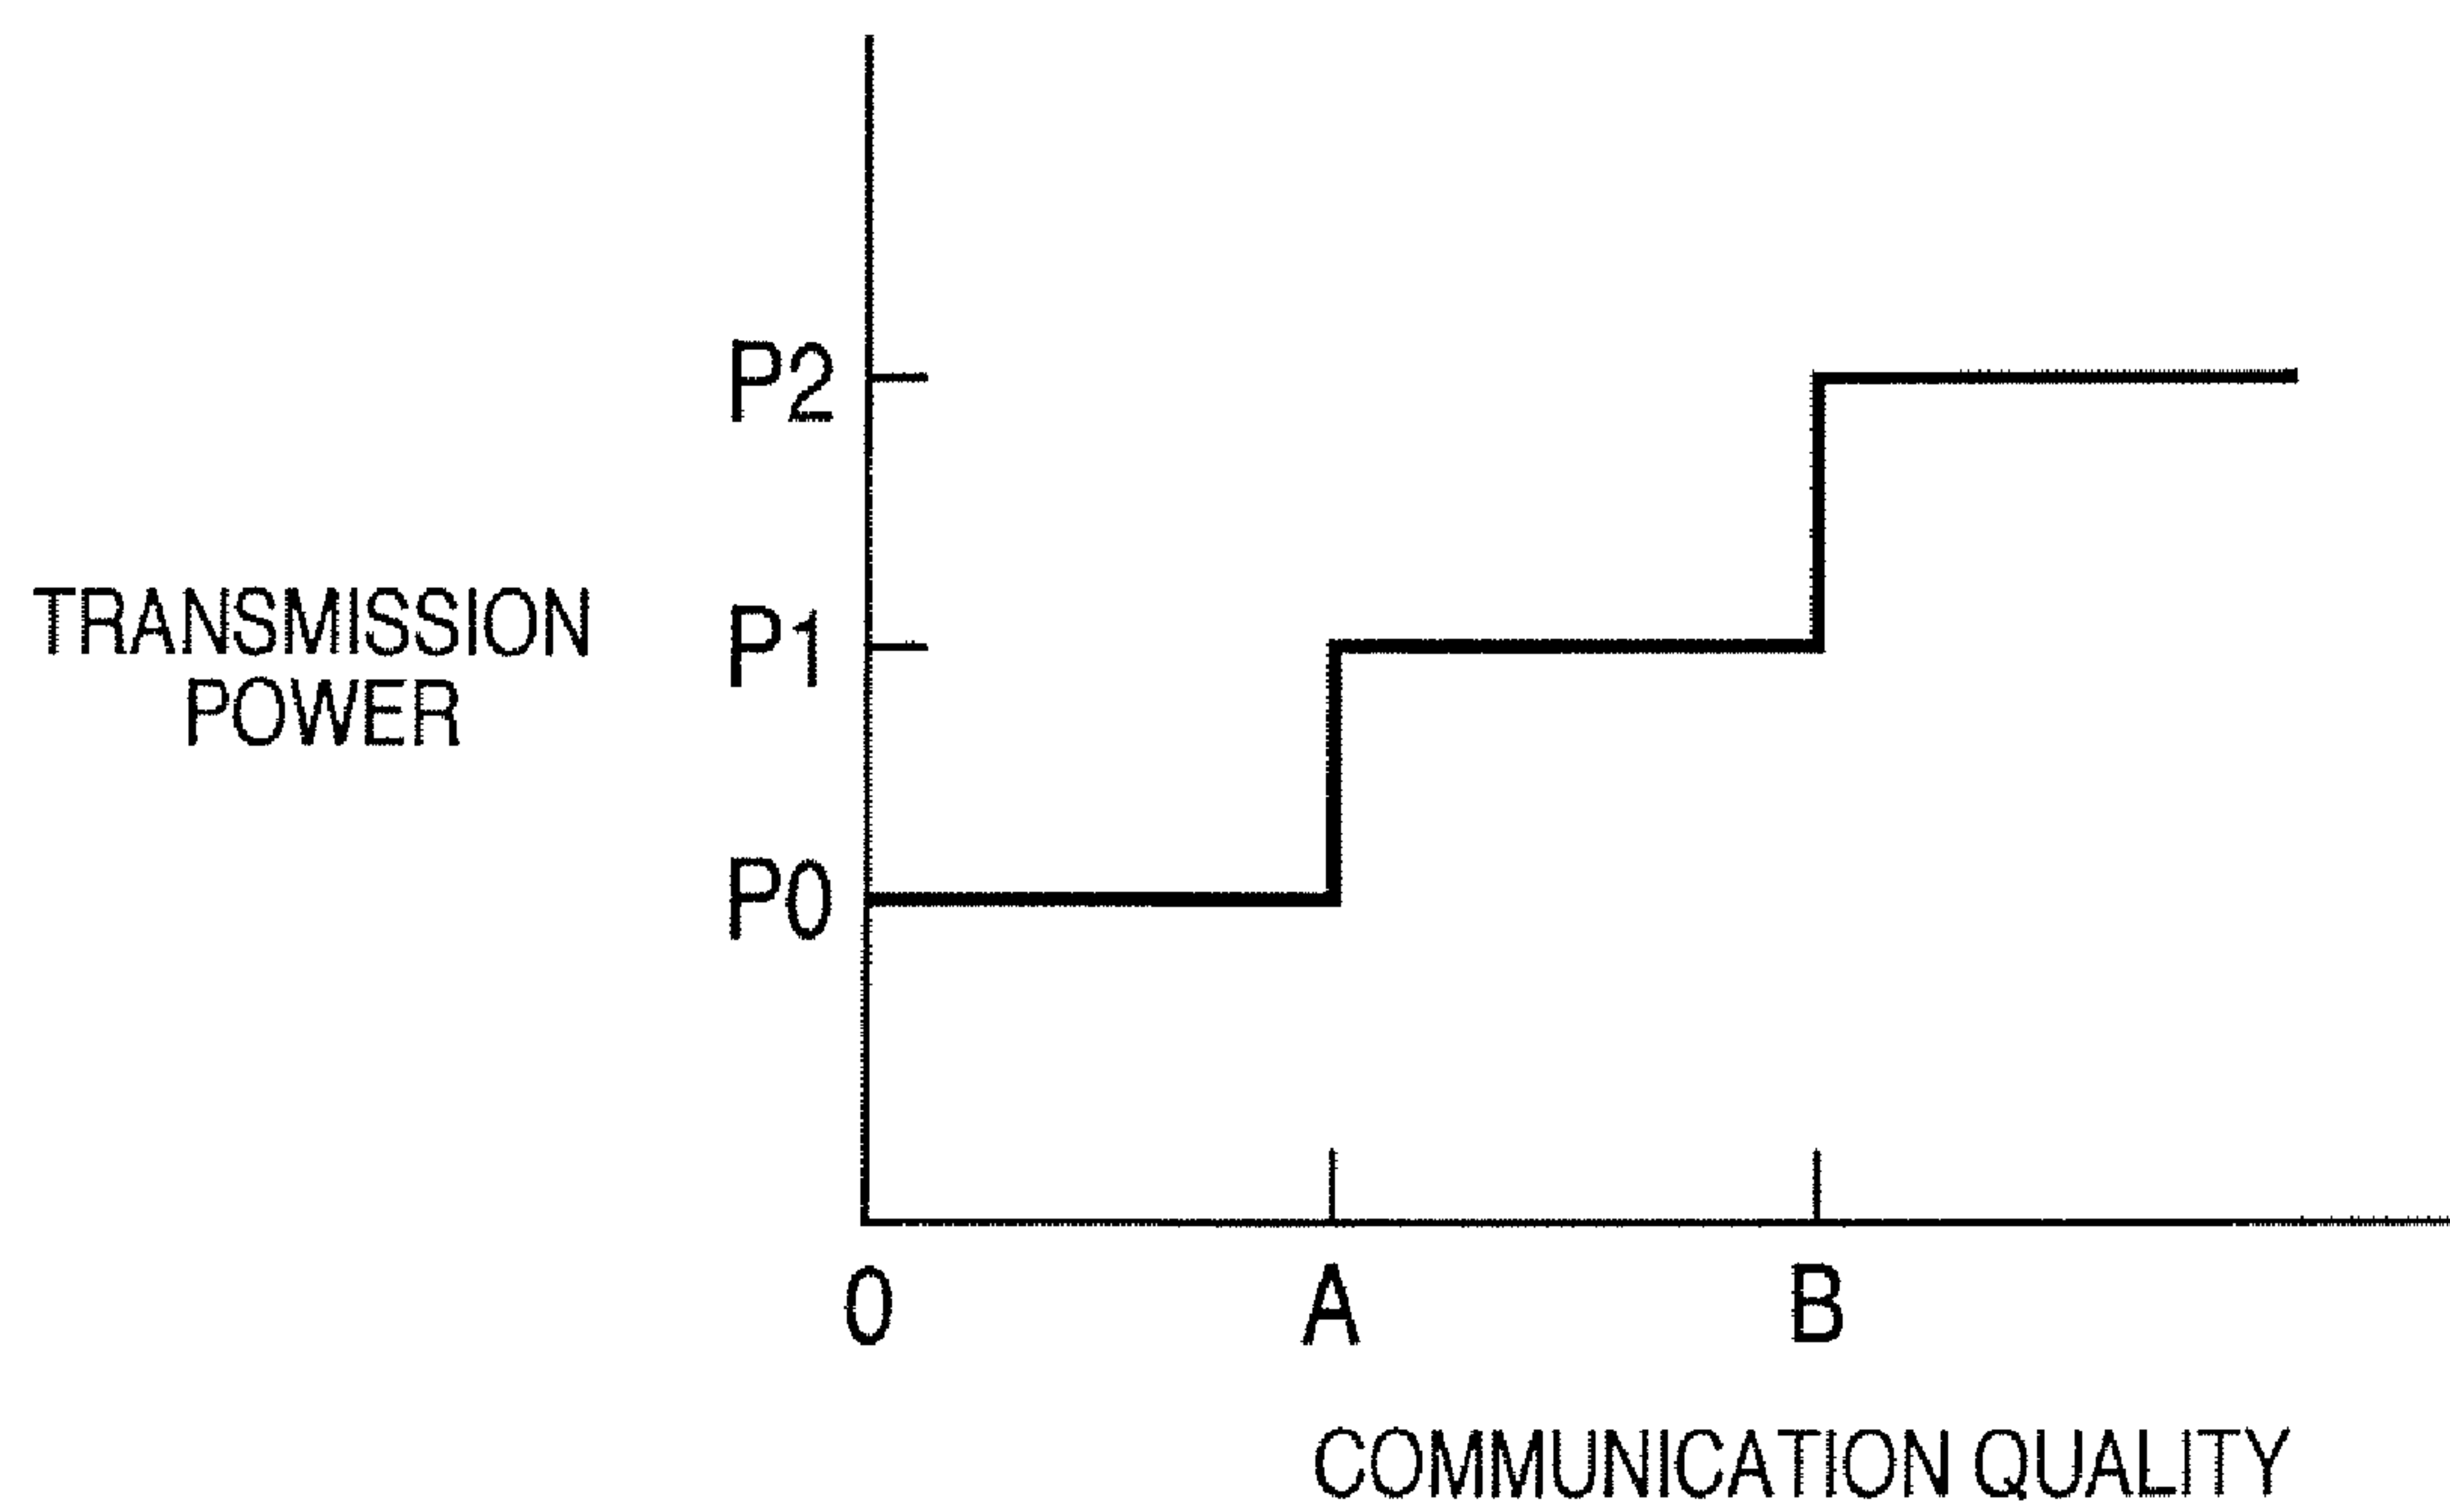 P2
TRANSMISSION
POWER
P1
P0
0
A
B
COMMUNICATION QUALITY